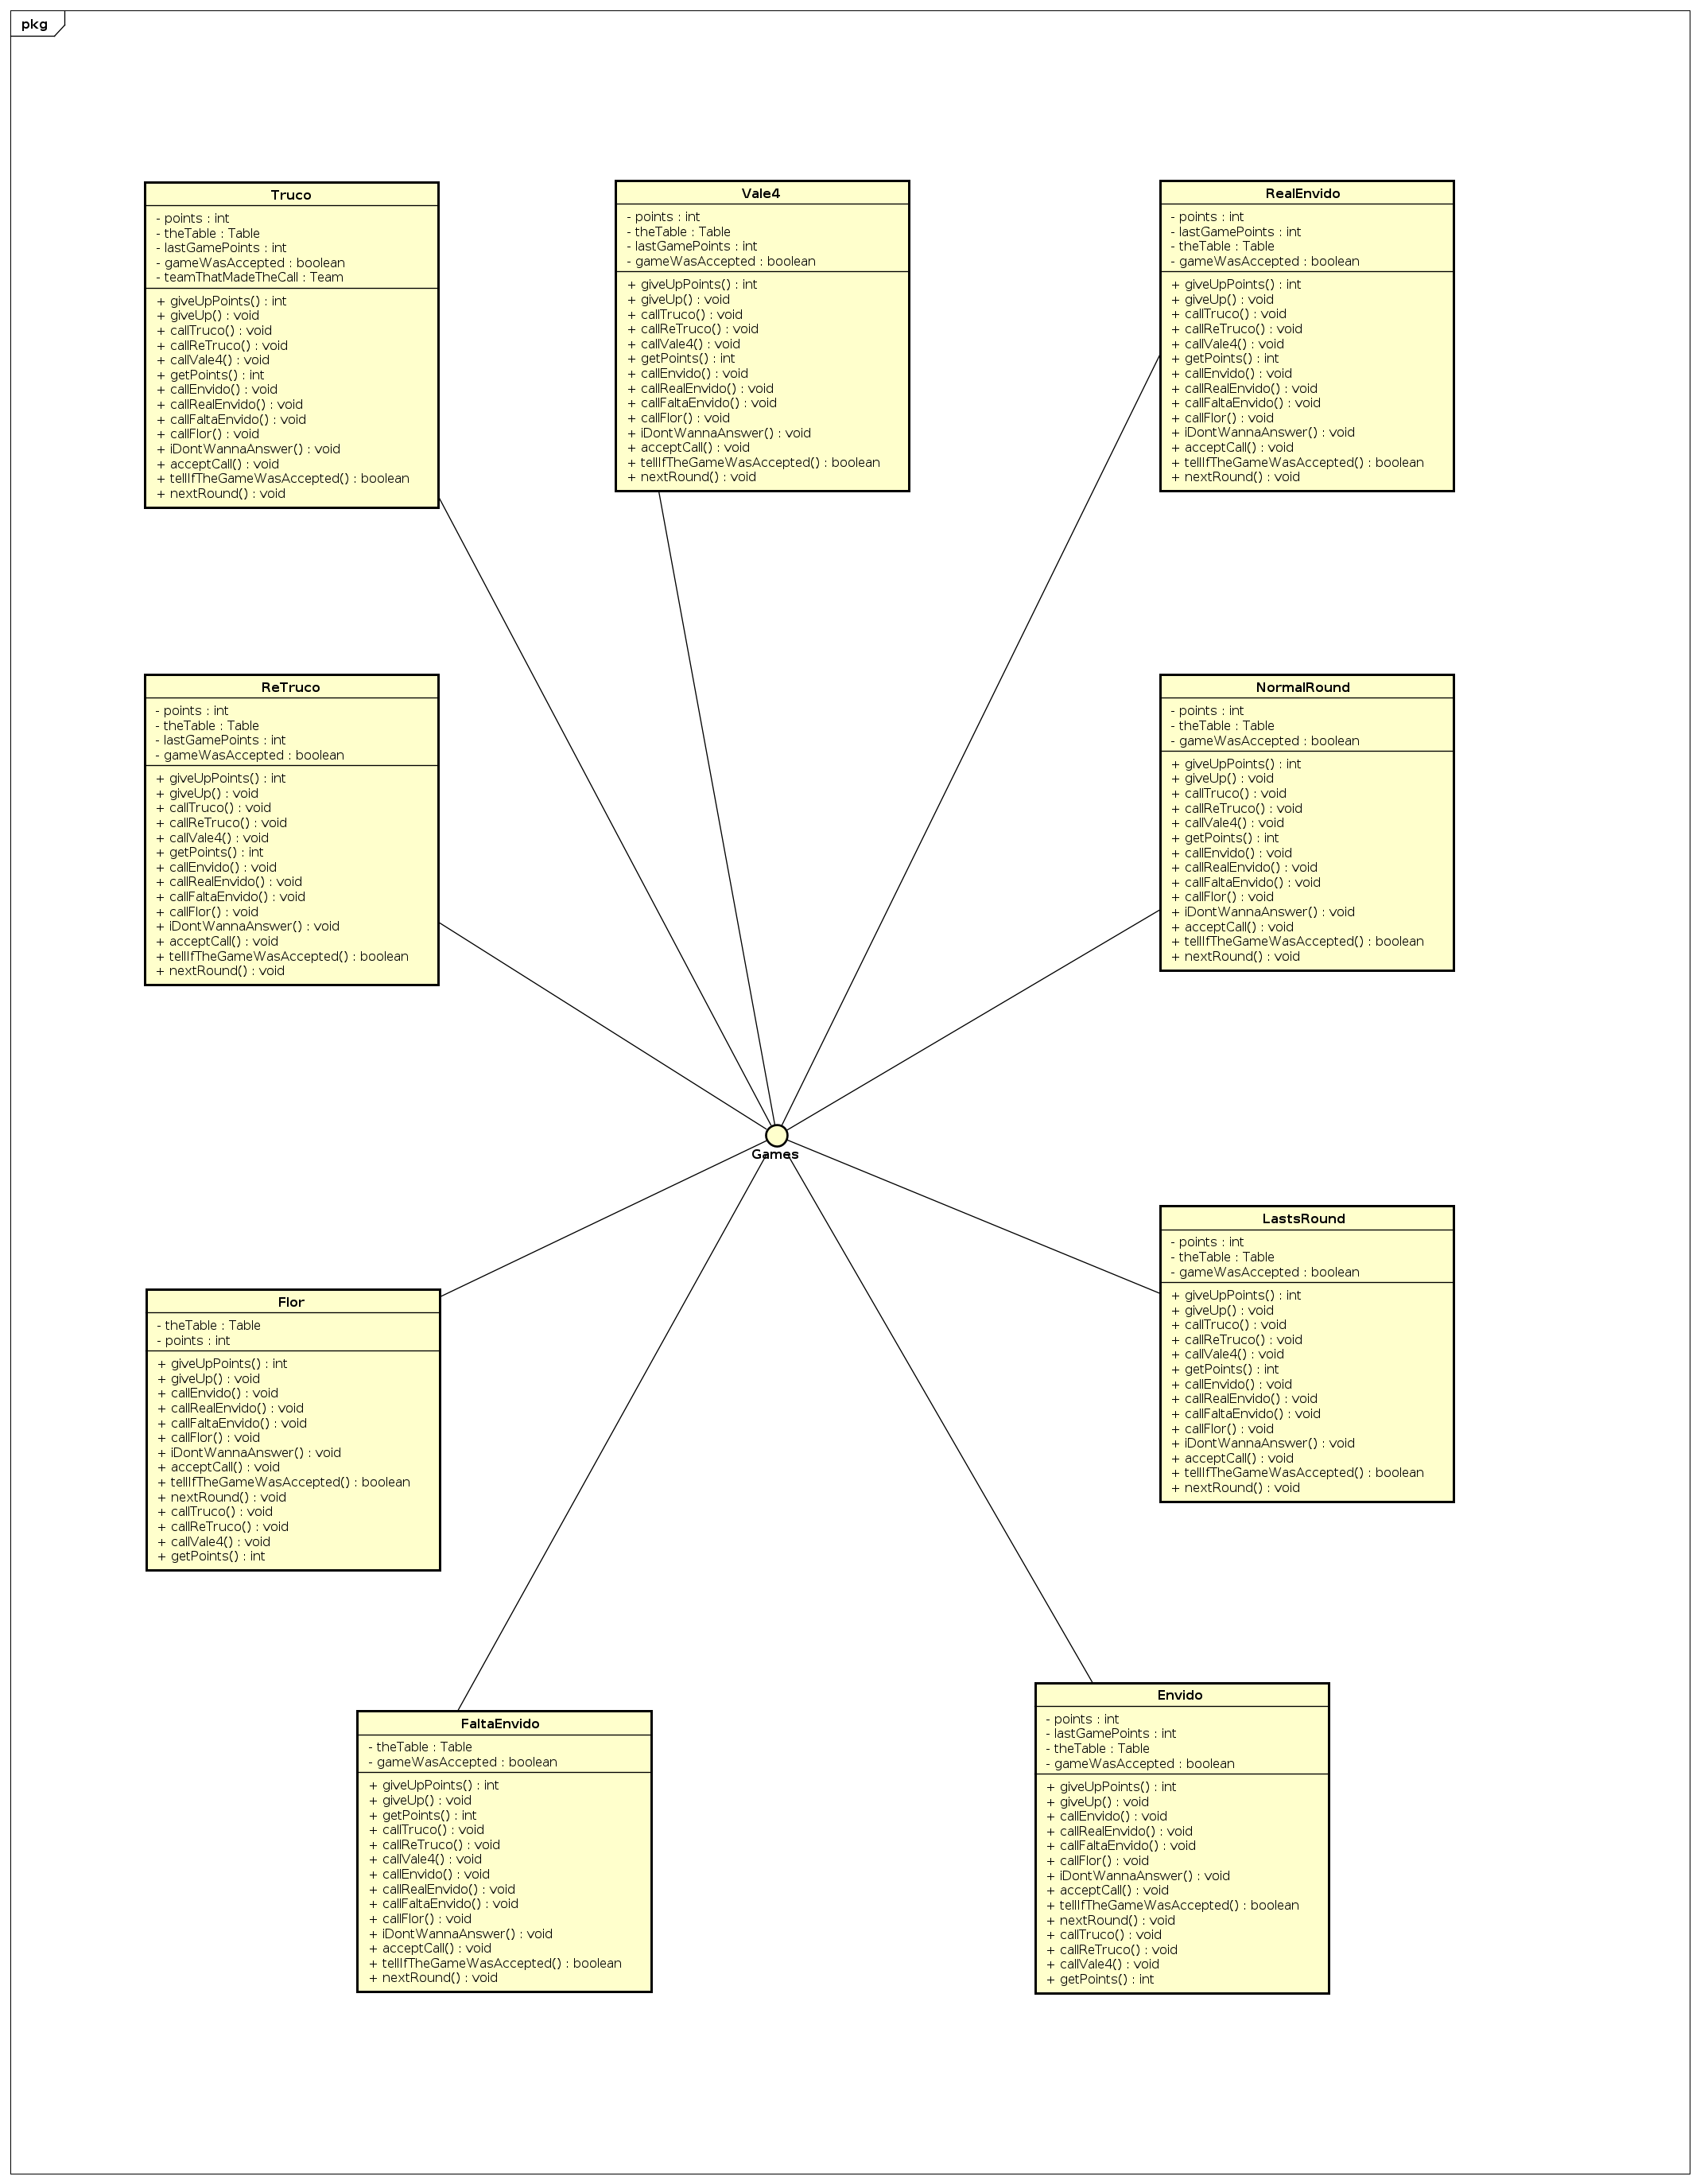 pkg
Truco
- points : int
- theTable : Table
- lastGamePoints : int
- gameWasAccepted : boolean
- teamThatMadeTheCall : Team
+ giveUpPoints() : int
+ giveUp() : void
+ callTruco() : void
+ callReTruco() : void
+ callVale4() : void
+ getPoints() : int
+ callEnvido() : void
+ callRealEnvido() : void
+ callFaltaEnvido() : void
+ callFlor() : void
+ iDontWannaAnswer() : void
+ acceptCall() : void
+ tellIfTheGameWasAccepted() : boolean
+ nextRound() : void
Vale4
- points : int
- theTable : Table
- lastGamePoints : int
- gameWasAccepted : boolean
+ giveUpPoints() : int
+ giveUp() : void
+ callTruco() : void
+ callReTruco() : void
+ callVale4() : void
+ getPoints() : int
+ callEnvido() : void
+ callRealEnvido() : void
+ callFaltaEnvido() : void
+ callFlor() : void
+ iDontWannaAnswer() : void
+ acceptCall() : void
+ tellIfTheGameWasAccepted() : boolean
+ nextRound() : void
RealEnvido
- points : int
- lastGamePoints : int
- theTable : Table
- gameWasAccepted : boolean
+ giveUpPoints() : int
+ giveUp() : void
+ callTruco() : void
+ callReTruco() : void
+ callVale4() : void
+ getPoints() : int
+ callEnvido() : void
+ callRealEnvido() : void
+ callFaltaEnvido() : void
+ callFlor() : void
+ iDontWannaAnswer() : void
+ acceptCall() : void
+ tellIfTheGameWasAccepted() : boolean
+ nextRound() : void
ReTruco
- points : int
- theTable : Table
- lastGamePoints : int
- gameWasAccepted : boolean
+ giveUpPoints() : int
+ giveUp() : void
+ callTruco() : void
+ callReTruco() : void
+ callVale4() : void
+ getPoints() : int
+ callEnvido() : void
+ callRealEnvido() : void
+ callFaltaEnvido() : void
+ callFlor() : void
+ iDontWannaAnswer() : void
+ acceptCall() : void
+ tellIfTheGameWasAccepted() : boolean
+ nextRound() : void
NormalRound
- points : int
- theTable : Table
- gameWasAccepted : boolean
+ giveUpPoints() : int
+ giveUp() : void
+ callTruco() : void
+ callReTruco() : void
+ callVale4() : void
+ getPoints() : int
+ callEnvido() : void
+ callRealEnvido() : void
+ callFaltaEnvido() : void
+ callFlor() : void
+ iDontWannaAnswer() : void
+ acceptCall() : void
+ tellIfTheGameWasAccepted() : boolean
+ nextRound() : void
Games
LastsRound
- points : int
- theTable : Table
- gameWasAccepted : boolean
+ giveUpPoints() : int
+ giveUp() : void
+ callTruco() : void
+ callReTruco() : void
+ callVale4() : void
+ getPoints() : int
+ callEnvido() : void
+ callRealEnvido() : void
+ callFaltaEnvido() : void
+ callFlor() : void
+ iDontWannaAnswer() : void
+ acceptCall() : void
+ tellIfTheGameWasAccepted() : boolean
+ nextRound() : void
Flor
- theTable : Table
- points : int
+ giveUpPoints() : int
+ giveUp() : void
+ callEnvido() : void
+ callRealEnvido() : void
+ callFaltaEnvido() : void
+ callFlor() : void
+ iDontWannaAnswer() : void
+ acceptCall() : void
+ tellIfTheGameWasAccepted() : boolean
+ nextRound() : void
+ callTruco() : void
+ callReTruco() : void
+ callVale4() : void
+ getPoints() : int
FaltaEnvido
- theTable : Table
- gameWasAccepted : boolean
+ giveUpPoints() : int
+ giveUp() : void
+ getPoints() : int
+ callTruco() : void
+ callReTruco() : void
+ callVale4() : void
+ callEnvido() : void
+ callRealEnvido() : void
+ callFaltaEnvido() : void
+ callFlor() : void
+ iDontWannaAnswer() : void
+ acceptCall() : void
+ tellIfTheGameWasAccepted() : boolean
+ nextRound() : void
Envido
- points : int
- lastGamePoints : int
- theTable : Table
- gameWasAccepted : boolean
+ giveUpPoints() : int
+ giveUp() : void
+ callEnvido() : void
+ callRealEnvido() : void
+ callFaltaEnvido() : void
+ callFlor() : void
+ iDontWannaAnswer() : void
+ acceptCall() : void
+ tellIfTheGameWasAccepted() : boolean
+ nextRound() : void
+ callTruco() : void
+ callReTruco() : void
+ callVale4() : void
+ getPoints() : int